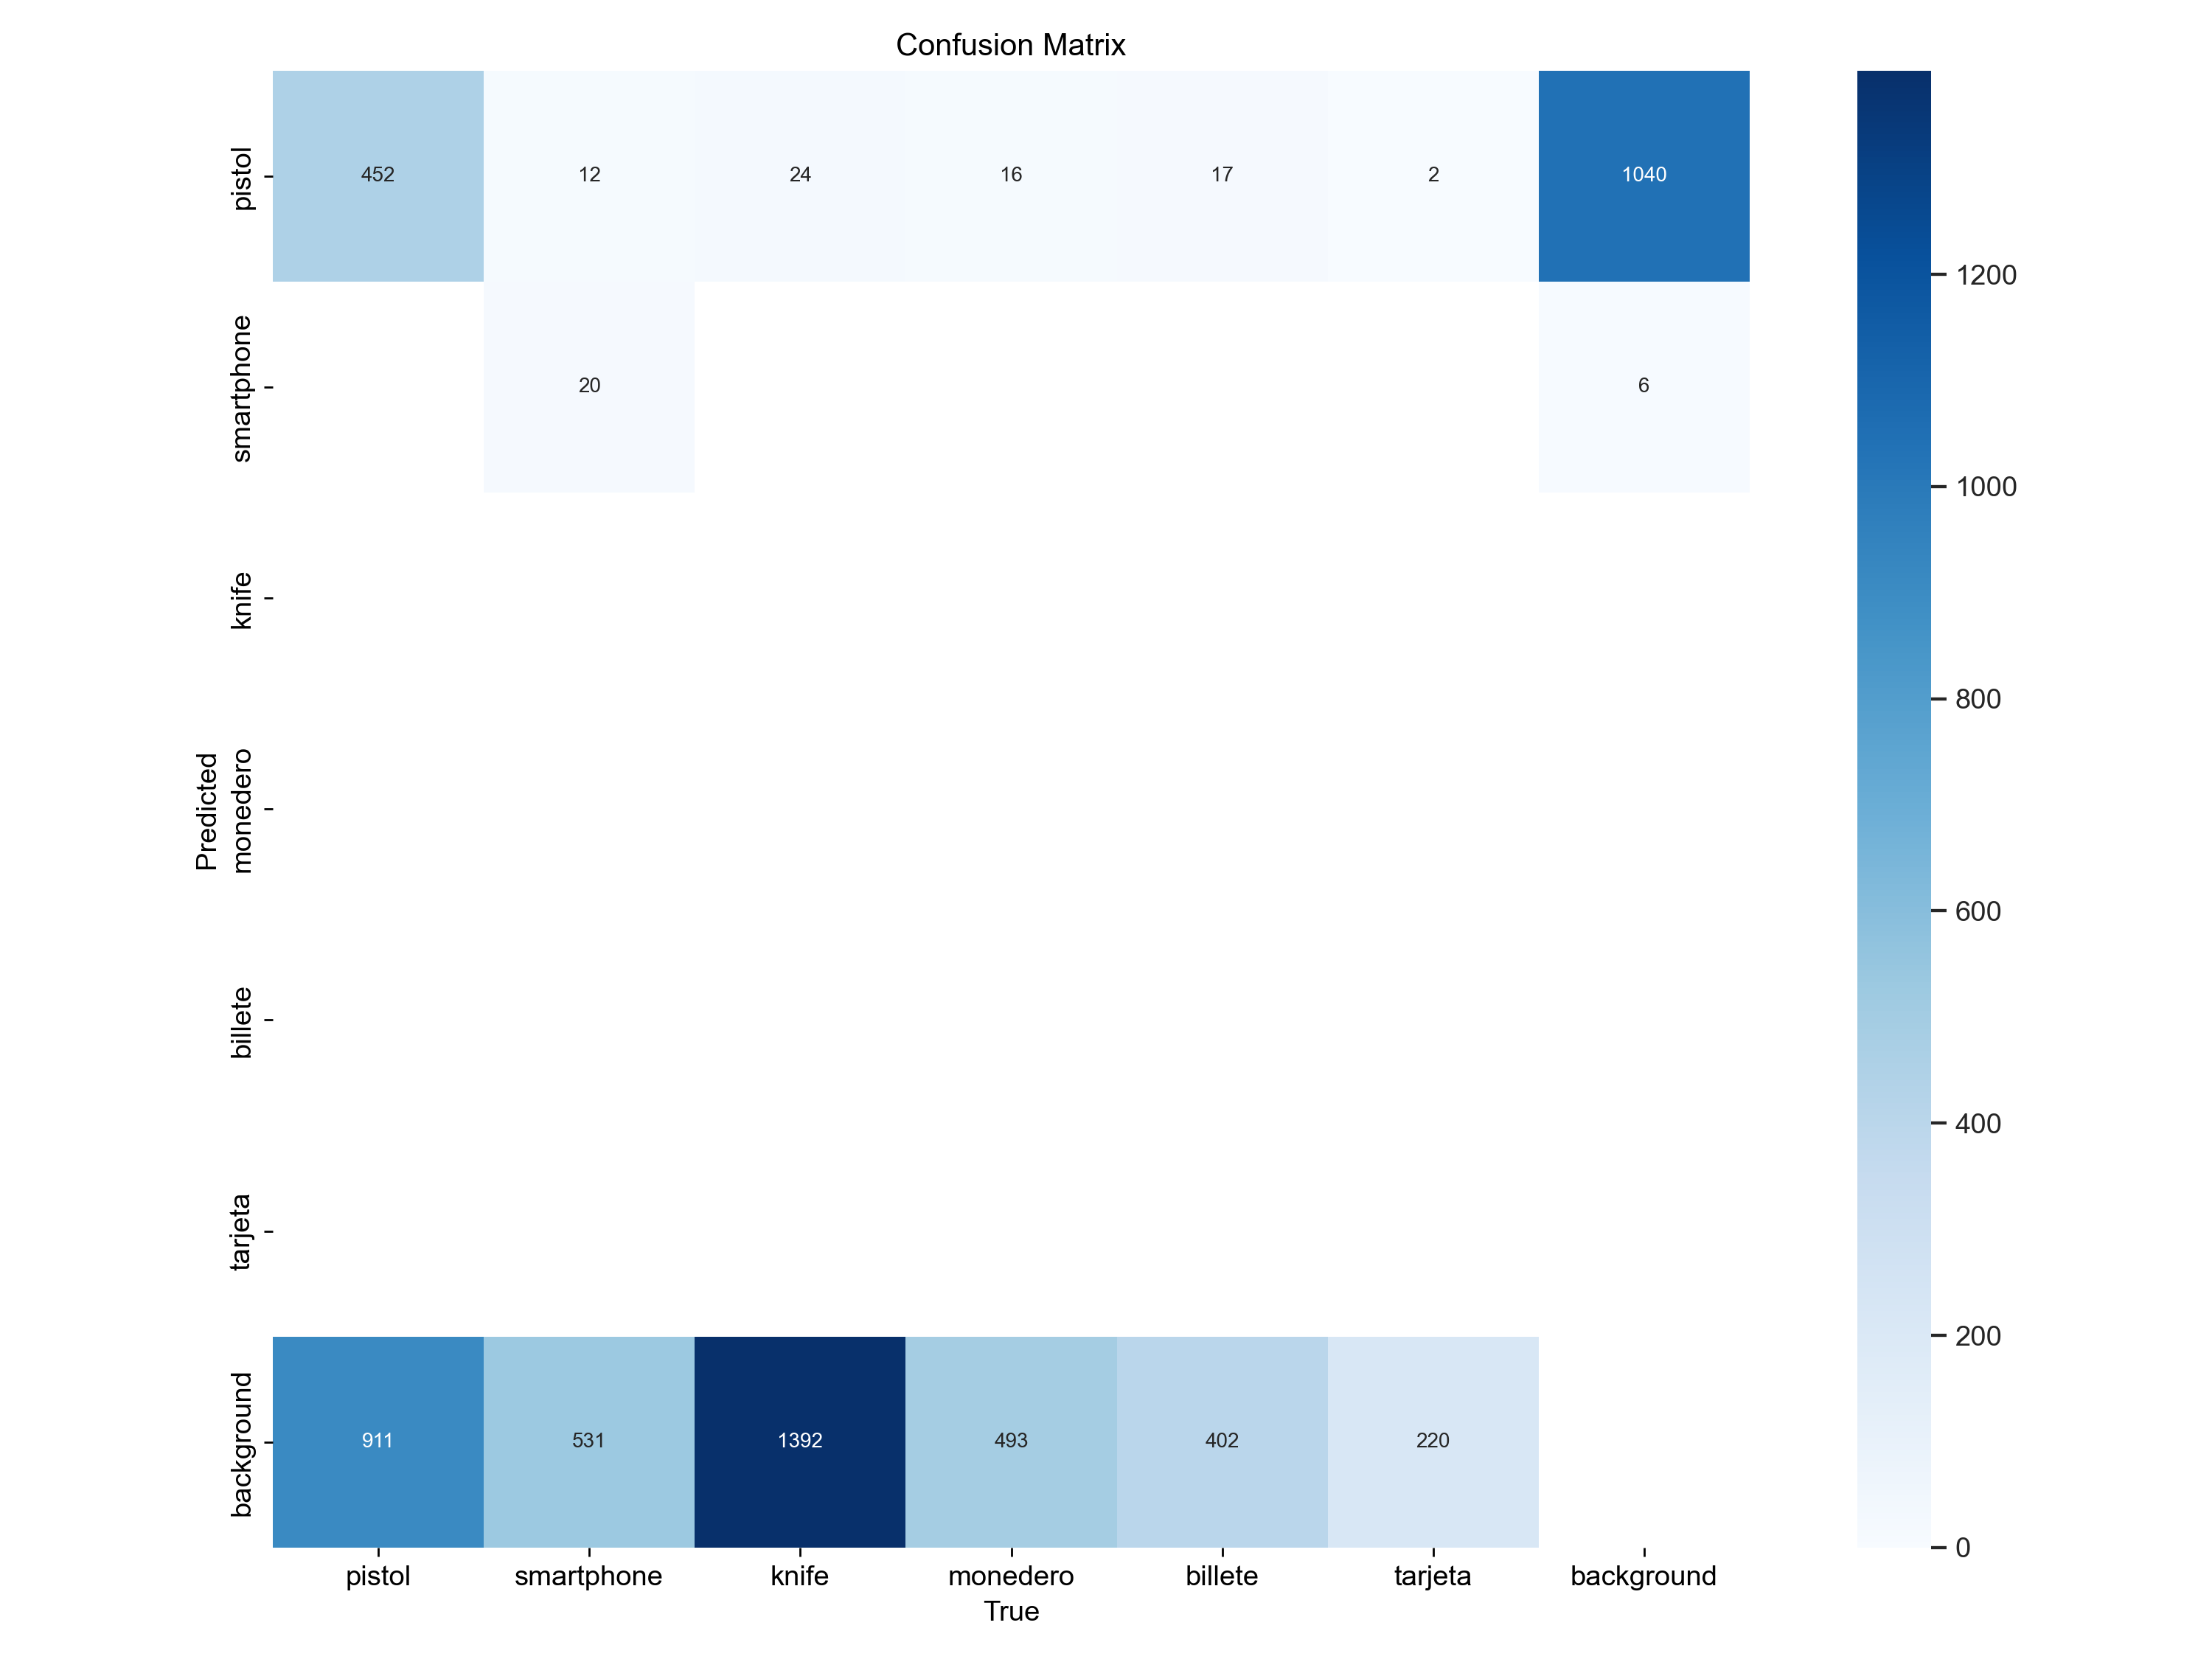 Confusion Matrix
pistol 452 12 24 16 17 2 1040
smartphone 20 6
knife
monedero
billete
tarjeta
background 911 531 1392 493 402 220
Predicted
pistol smartphone knife monedero billete tarjeta background
True
1200
1000
800
600
400
200
0